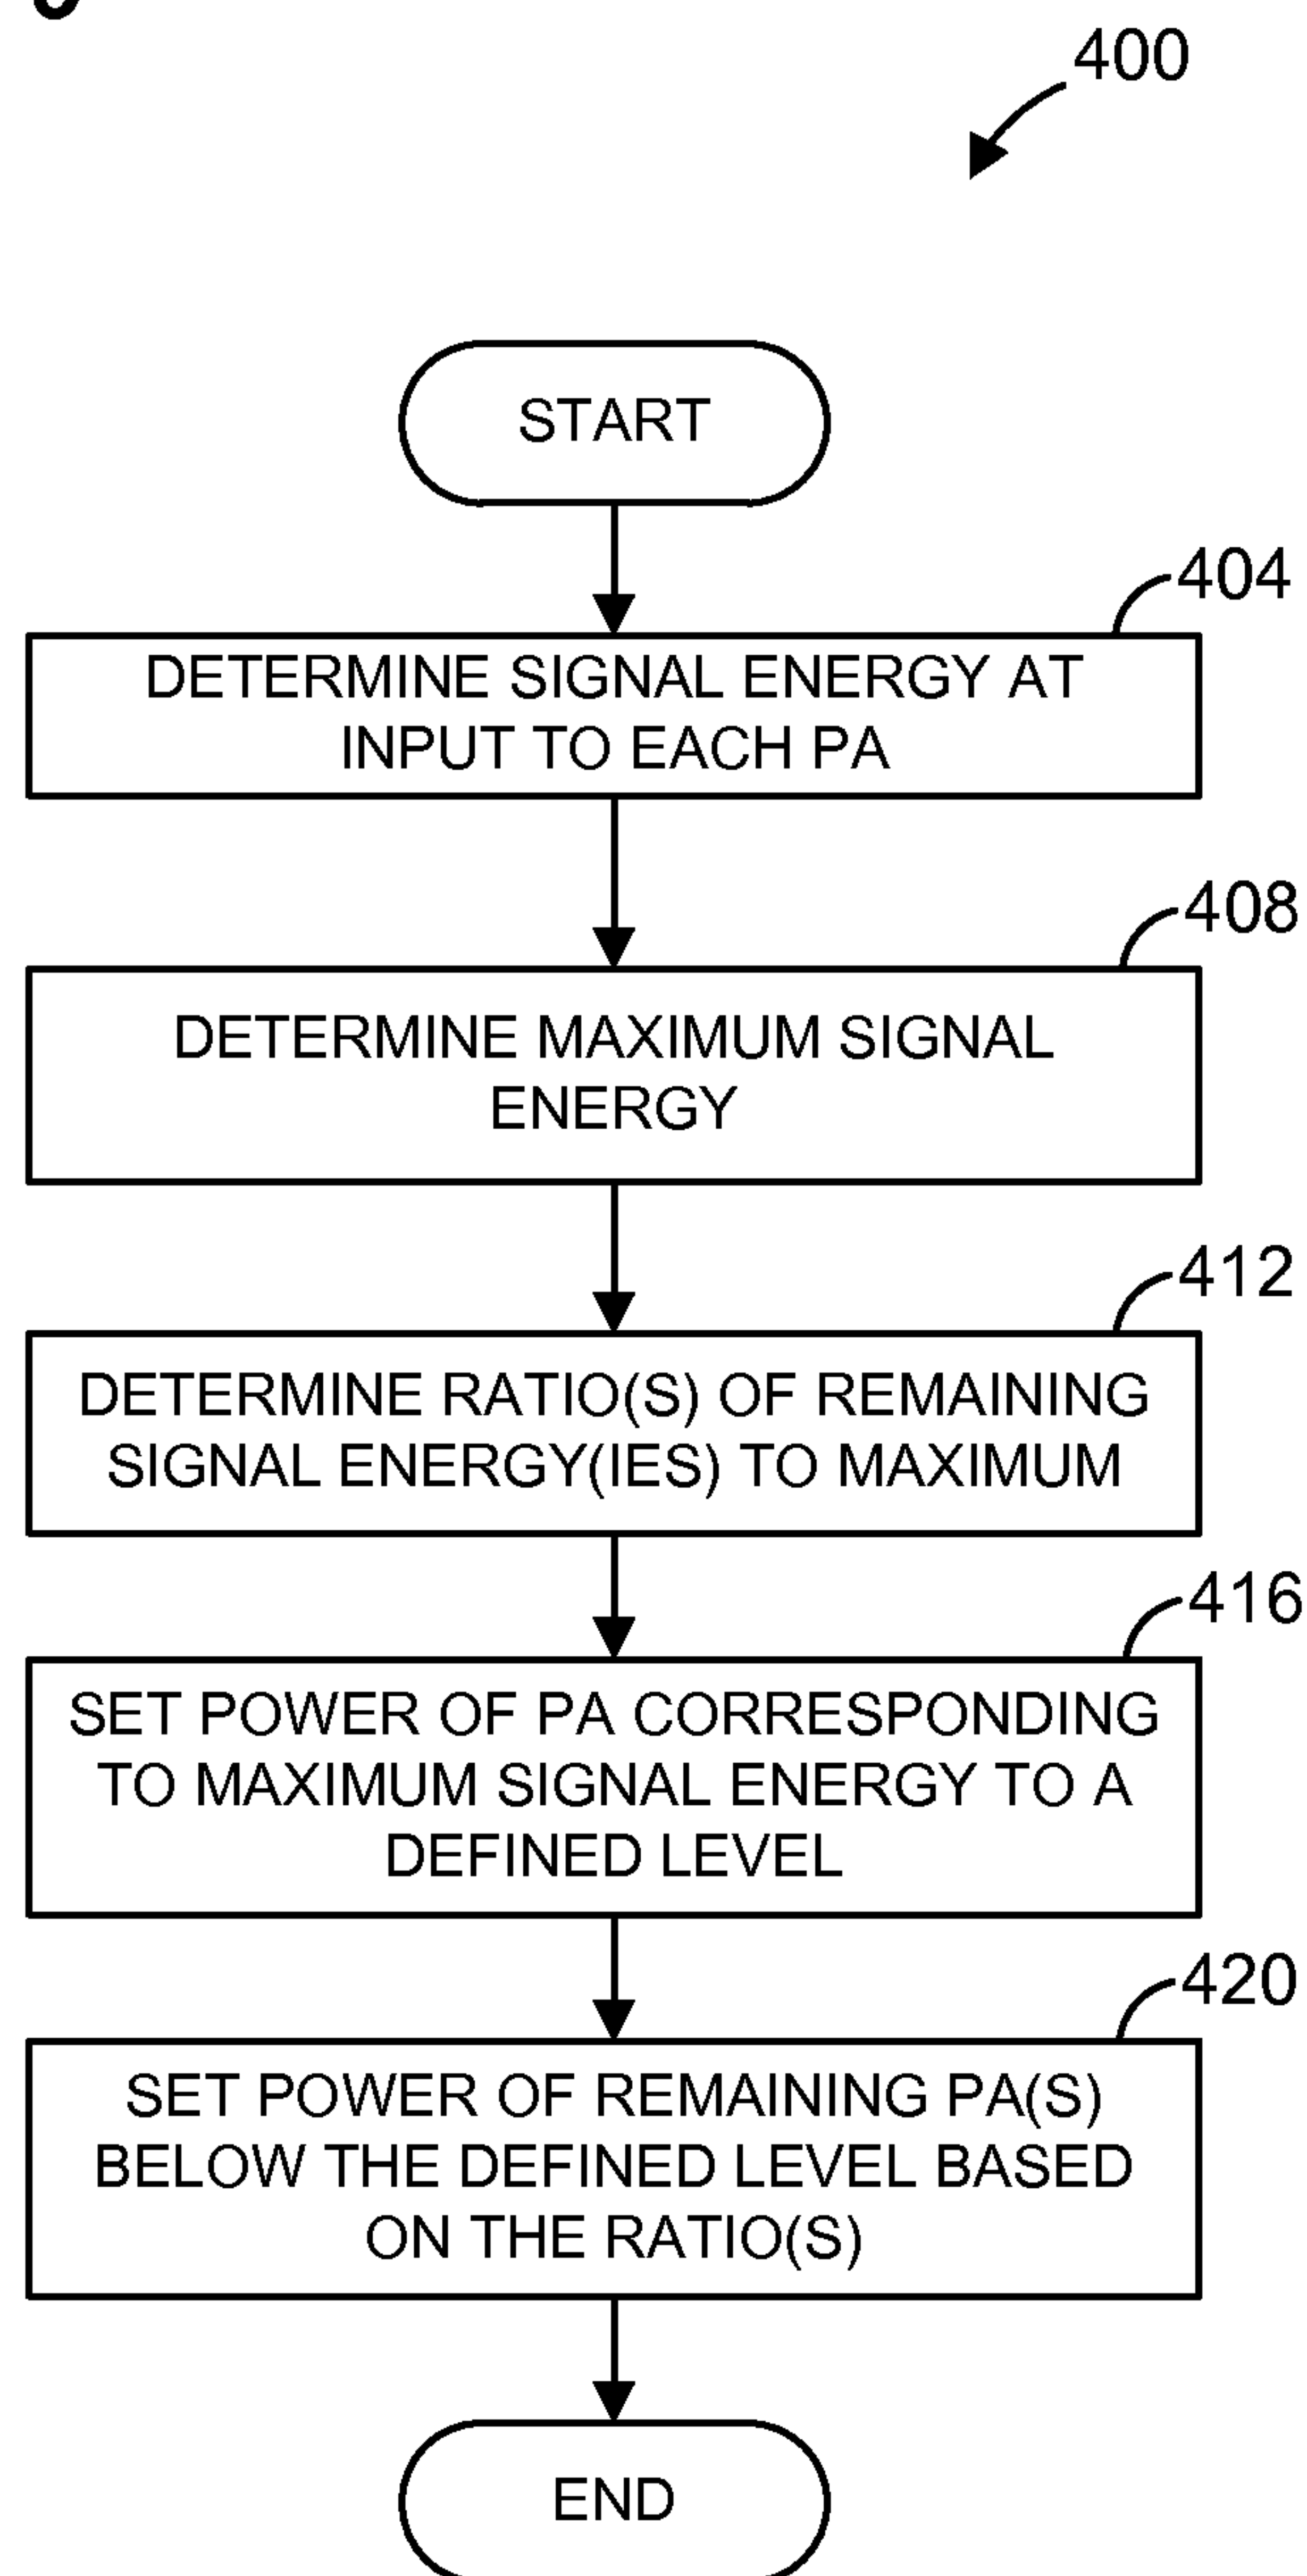 400
START
404
DETERMINE SIGNAL ENERGY AT
INPUT TO EACH PA
408
DETERMINE MAXIMUM SIGNAL
ENERGY
412
DETERMINE RATIO(S) OF REMAINING
SIGNAL ENERGY(IES) TO MAXIMUM
416
SET POWER OF PA CORRESPONDING
TO MAXIMUM SIGNAL ENERGY TO A
DEFINED LEVEL
420
SET POWER OF REMAINING PA(S)
BELOW THE DEFINED LEVEL BASED
ON THE RATIO(S)
END